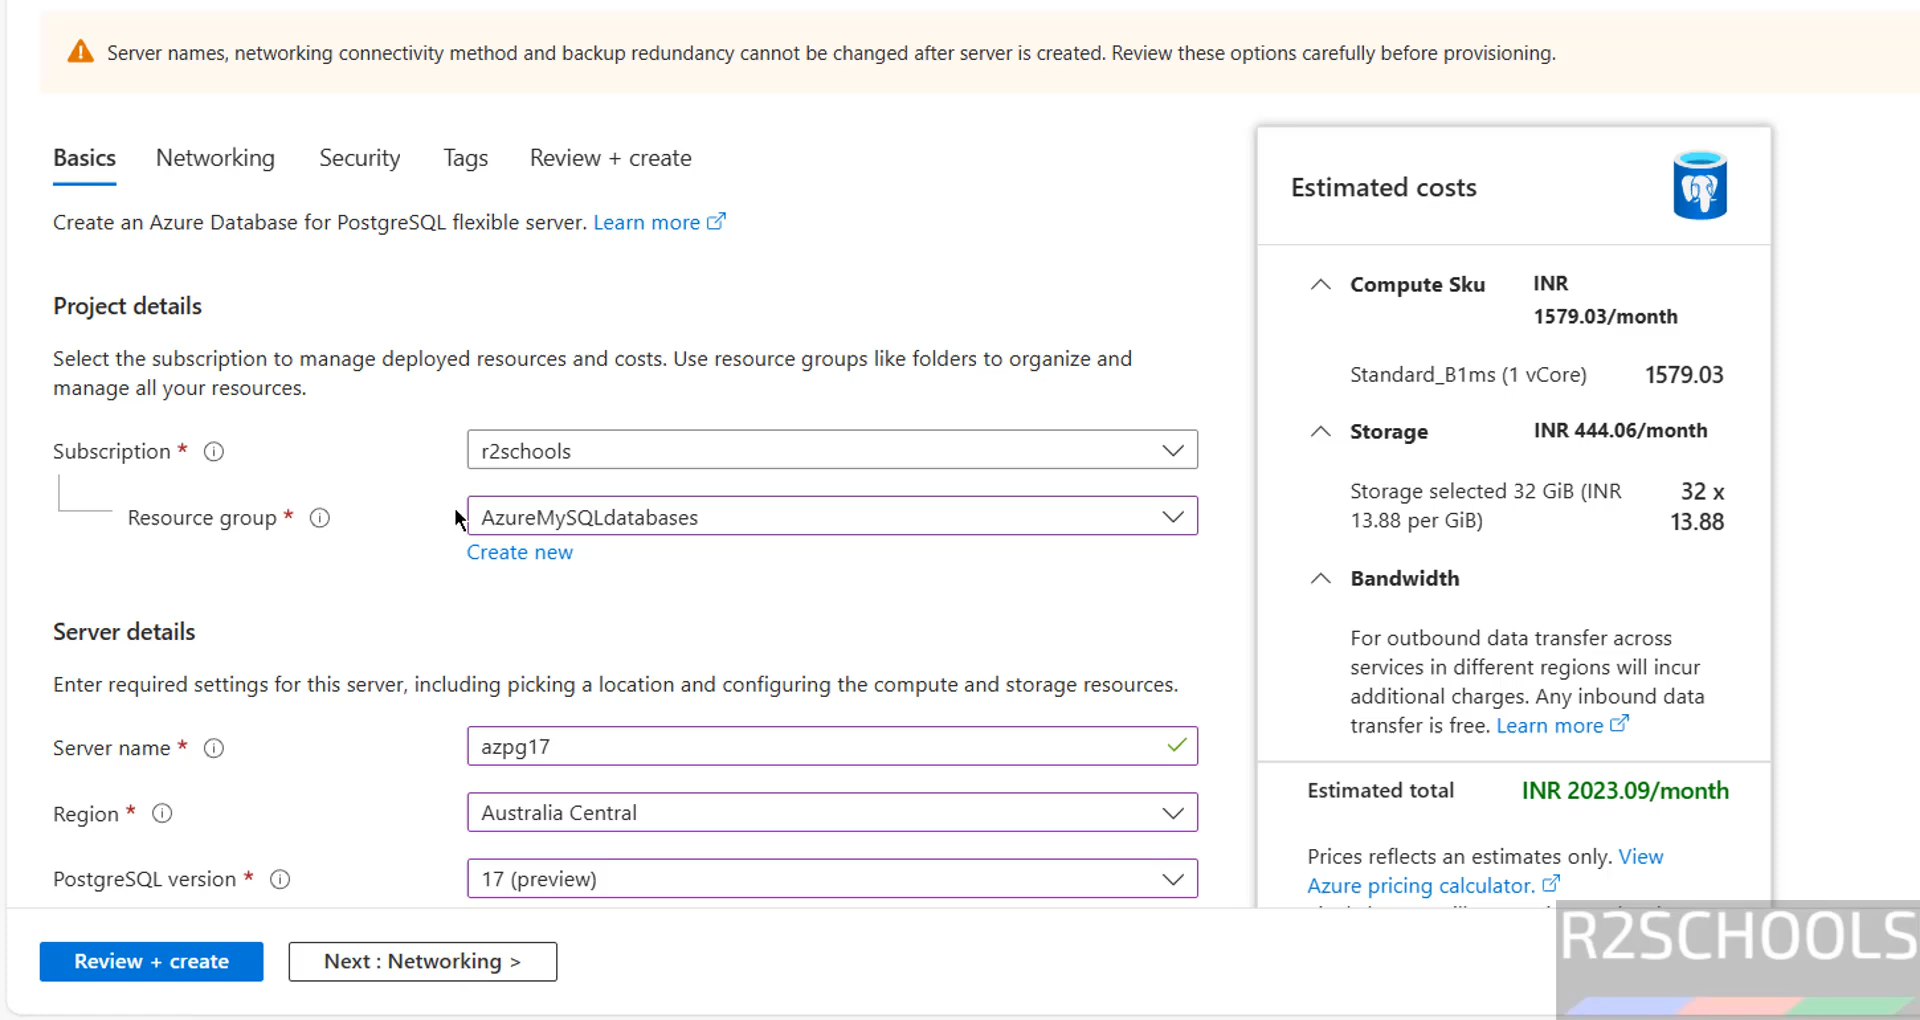 Server names, networking connectivity method and backup redundancy cannot be changed after server is created. Review these options carefully before provisioning.
Basics Networking Security Tags Review + create
Create an Azure Database for PostgreSQL flexible server. Learn more
Project details
Select the subscription to manage deployed resources and costs. Use resource groups like folders to organize and
manage all your resources.
Subscription * r2schools
Resource group * AzureMySQLdatabases
Create new
Server details
Enter required settings for this server, including picking a location and configuring the compute and storage resources.
Server name * azpg17
Region * Australia Central
PostgreSQL version * 17 (preview)
Review + create Next : Networking >
Estimated costs
Compute Sku INR
1579.03/month
Standard_B1ms (1 vCore) 1579.03
Storage INR 444.06/month
Storage selected 32 GiB (INR 32 x
13.88 per GiB) 13.88
Bandwidth
For outbound data transfer across
services in different regions will incur
additional charges. Any inbound data
transfer is free. Learn more
Estimated total INR 2023.09/month
Prices reflects an estimates only. View
Azure pricing calculator.
R2SCHOOLS